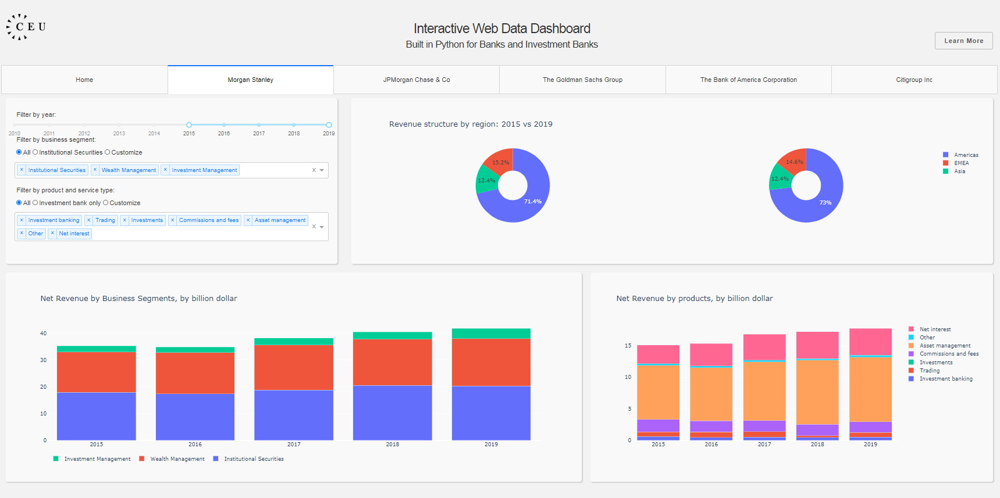 CEU
Interactive Web Data Dashboard
Built in Python for Banks and Investment Banks
Learn More
Home
Morgan Stanley
JPMorgan Chase & Co
The Goldman Sachs Group
The Bank of America Corporation
Citigroup Inc
Filter by year:
2010 2011 2012 2013 2014 2015 2016 2017 2018 2019
Filter by business segment:
All Institutional Securities Customize
× Institutional Securities × Wealth Management × Investment Management ×
Filter by product and service type:
All Investment bank only Customize
× Investment banking × Trading × Investments × Commissions and fees × Asset management ×
× Other × Net interest
Revenue structure by region: 2015 vs 2019
15.2%
13.4%
71.4%
14.6%
12.4%
73%
Americas
EMEA
Asia
Net Revenue by Business Segments, by billion dollar
40
30
20
10
0
2015 2016 2017 2018 2019
Investment Management Wealth Management Institutional Securities
Net Revenue by products, by billion dollar
15
10
5
0
2015 2016 2017 2018 2019
Net interest
Other
Asset management
Commissions and fees
Investments
Trading
Investment banking